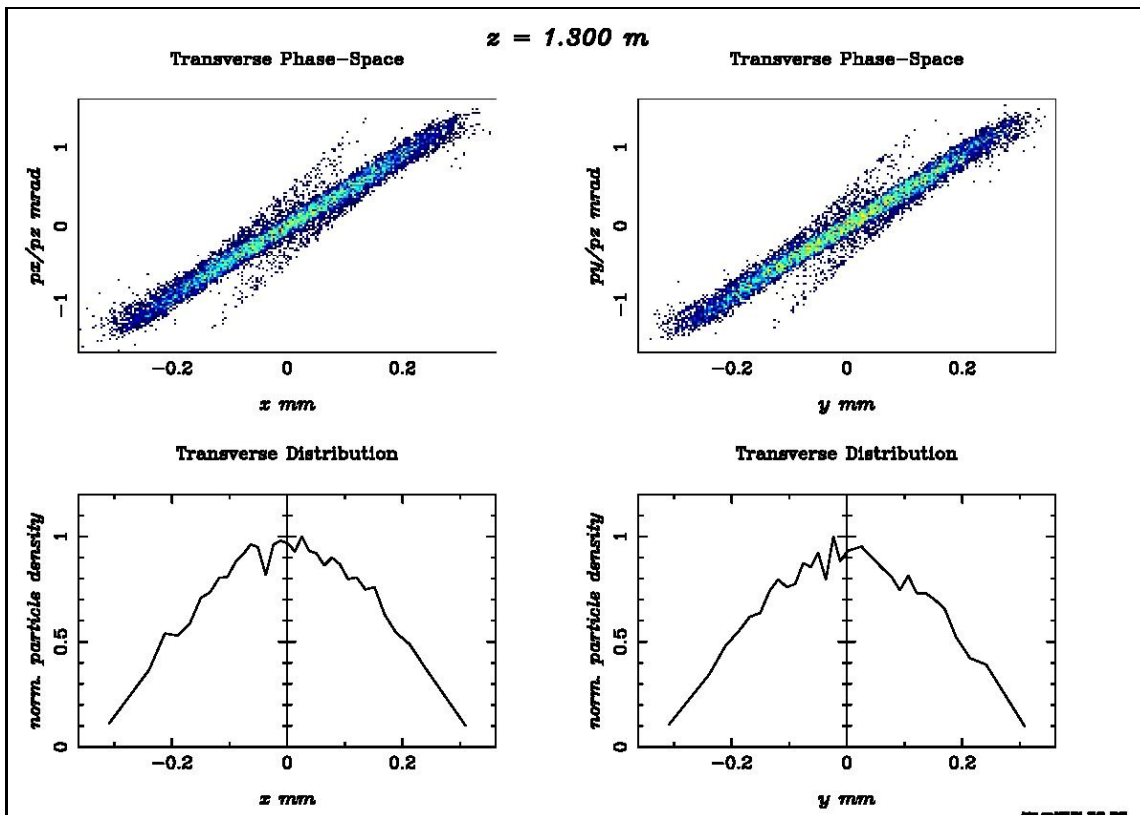 z = 1.300 m
Transverse Phase-Space
Transverse Phase-Space
px/pz mrad
1
0
-1
-0.2 0 0.2
x mm
py/pz mrad
1
0
-1
-0.2 0 0.2
y mm
Transverse Distribution
Transverse Distribution
norm. particle density
1
0.5
0
-0.2 0 0.2
x mm
norm. particle density
1
0.5
0
-0.2 0 0.2
y mm